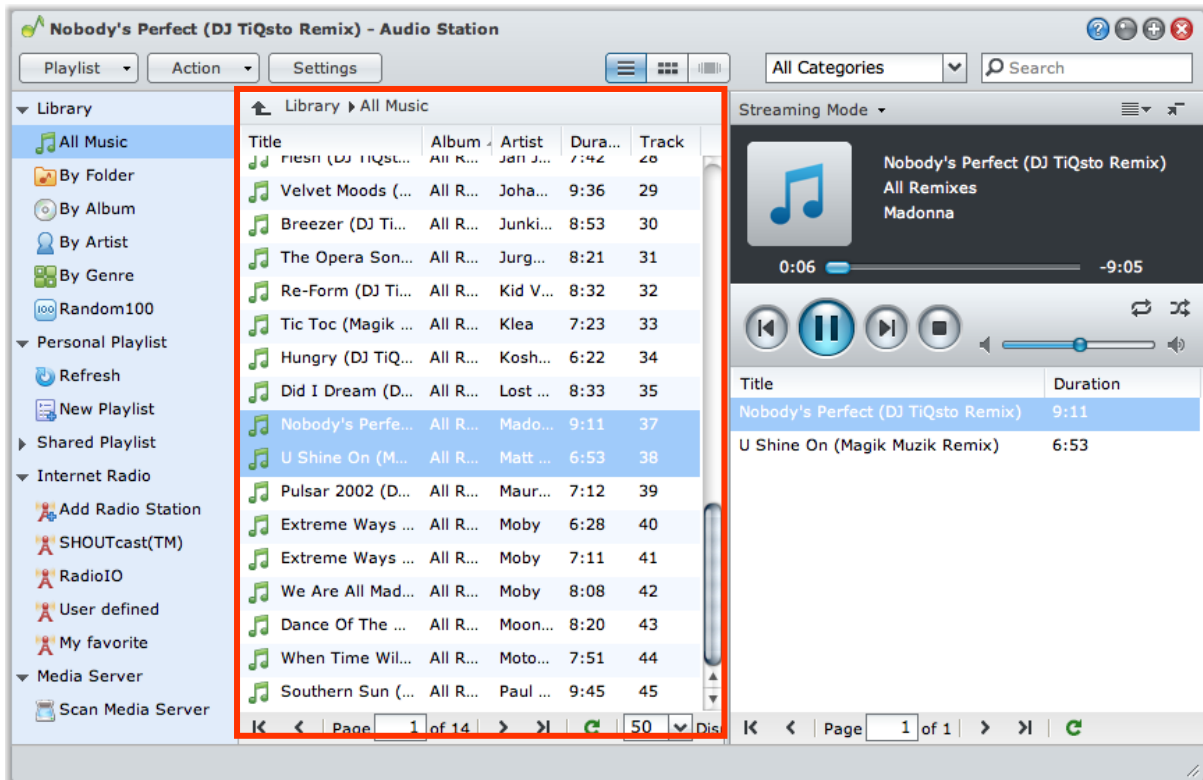 Nobody's Perfect (DJ TiQsto Remix) - Audio Station
Playlist Action Settings All Categories Search
Library
All Music
By Folder
By Album
By Artist
By Genre
100 Random100
Personal Playlist
Refresh
New Playlist
Shared Playlist
Internet Radio
Add Radio Station
SHOUTcast(TM)
RadioIO
User defined
My favorite
Media Server
Scan Media Server
Library All Music
Title Album Artist Dura... Track
Flesh (DJ TiQst... All R... Jan J... 7:42 28
Velvet Moods (... All R... Joha... 9:36 29
Breezer (DJ Ti... All R... Junki... 8:53 30
The Opera Son... All R... Jurg... 8:21 31
Re-Form (DJ Ti... All R... Kid V... 8:32 32
Tic Toc (Magik ... All R... Klea 7:23 33
Hungry (DJ TiQ... All R... Kosh... 6:22 34
Did I Dream (D... All R... Lost ... 8:33 35
Nobody's Perfe... All R... Mado... 9:11 37
U Shine On (M... All R... Matt ... 6:53 38
Pulsar 2002 (D... All R... Maur... 7:12 39
Extreme Ways ... All R... Moby 6:28 40
Extreme Ways ... All R... Moby 7:11 41
We Are All Mad... All R... Moby 8:08 42
Dance Of The ... All R... Moon... 8:20 43
When Time Wil... All R... Moto... 7:51 44
Southern Sun (... All R... Paul ... 9:45 45
Page 1 of 14 50 Dis
Streaming Mode
Nobody's Perfect (DJ TiQsto Remix)
All Remixes
Madonna
0:06 -9:05
Title Duration
Nobody's Perfect (DJ TiQsto Remix) 9:11
U Shine On (Magik Muzik Remix) 6:53
Page 1 of 1